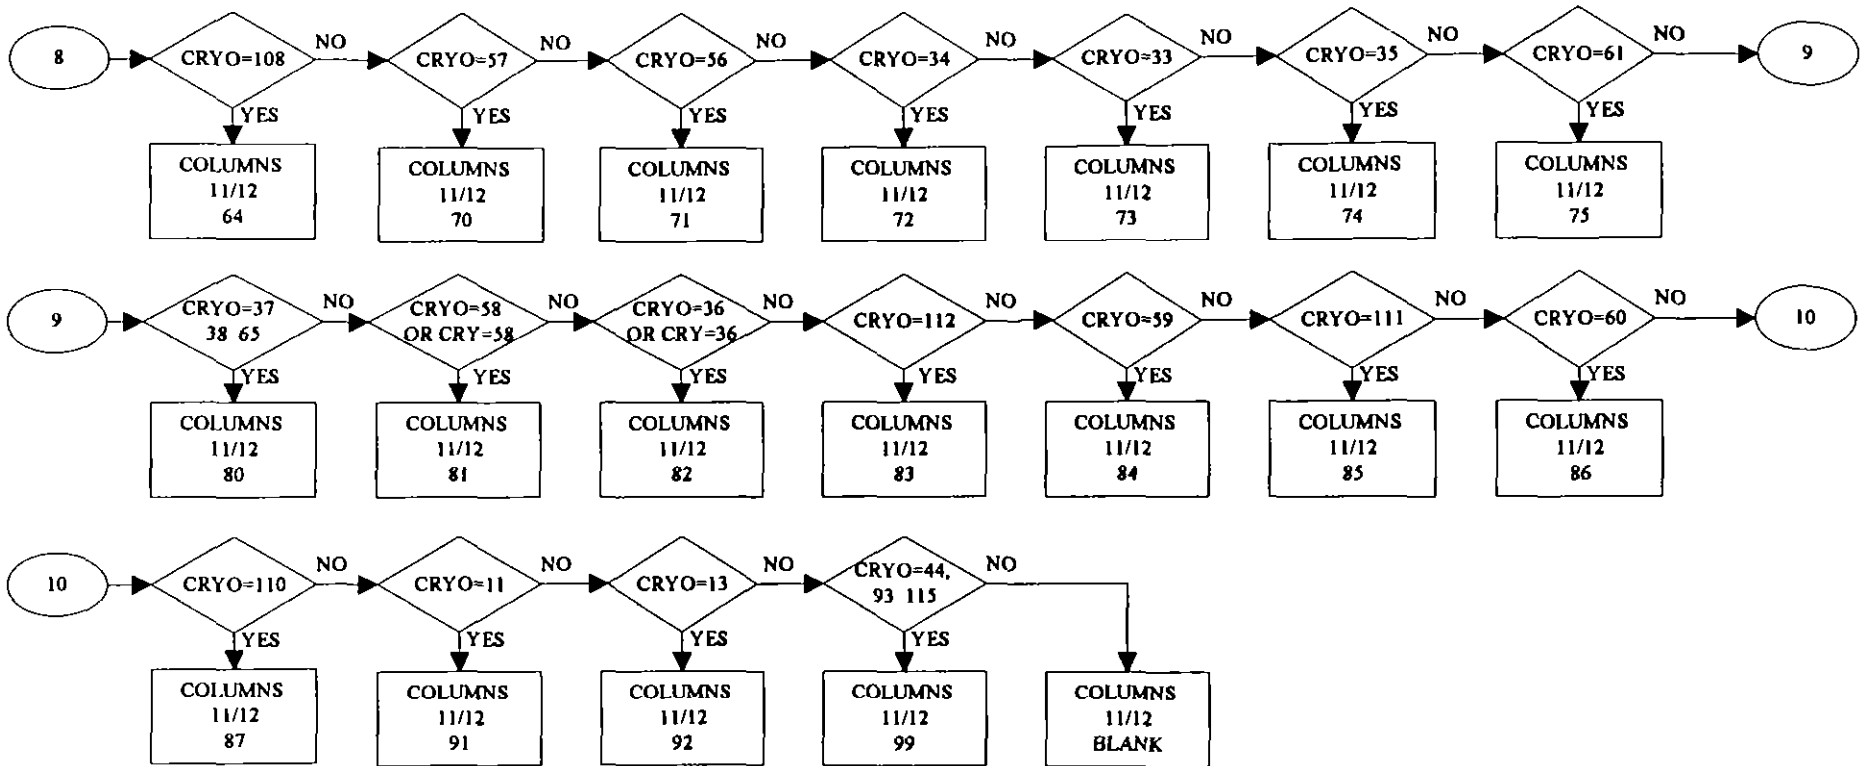 8
CRYO=108
NO
CRYO=57
NO
CRYO=56
NO
CRYO=34
NO
CRYO=33
NO
CRYO=35
NO
CRYO=61
NO
9
YES
YES
YES
YES
YES
YES
YES
COLUMNS
11/12
64
COLUMNS
11/12
70
COLUMNS
11/12
71
COLUMNS
11/12
72
COLUMNS
11/12
73
COLUMNS
11/12
74
COLUMNS
11/12
75
9
CRYO=37
38 65
NO
CRYO=58
OR CRY=58
NO
CRYO=36
OR CRY=36
NO
CRYO=112
NO
CRYO=59
NO
CRYO=111
NO
CRYO=60
NO
10
YES
YES
YES
YES
YES
YES
YES
COLUMNS
11/12
80
COLUMNS
11/12
81
COLUMNS
11/12
82
COLUMNS
11/12
83
COLUMNS
11/12
84
COLUMNS
11/12
85
COLUMNS
11/12
86
10
CRYO=110
NO
CRYO=11
NO
CRYO=13
NO
CRYO=44,
93 115
NO
YES
YES
YES
YES
COLUMNS
11/12
87
COLUMNS
11/12
91
COLUMNS
11/12
92
COLUMNS
11/12
99
COLUMNS
11/12
BLANK